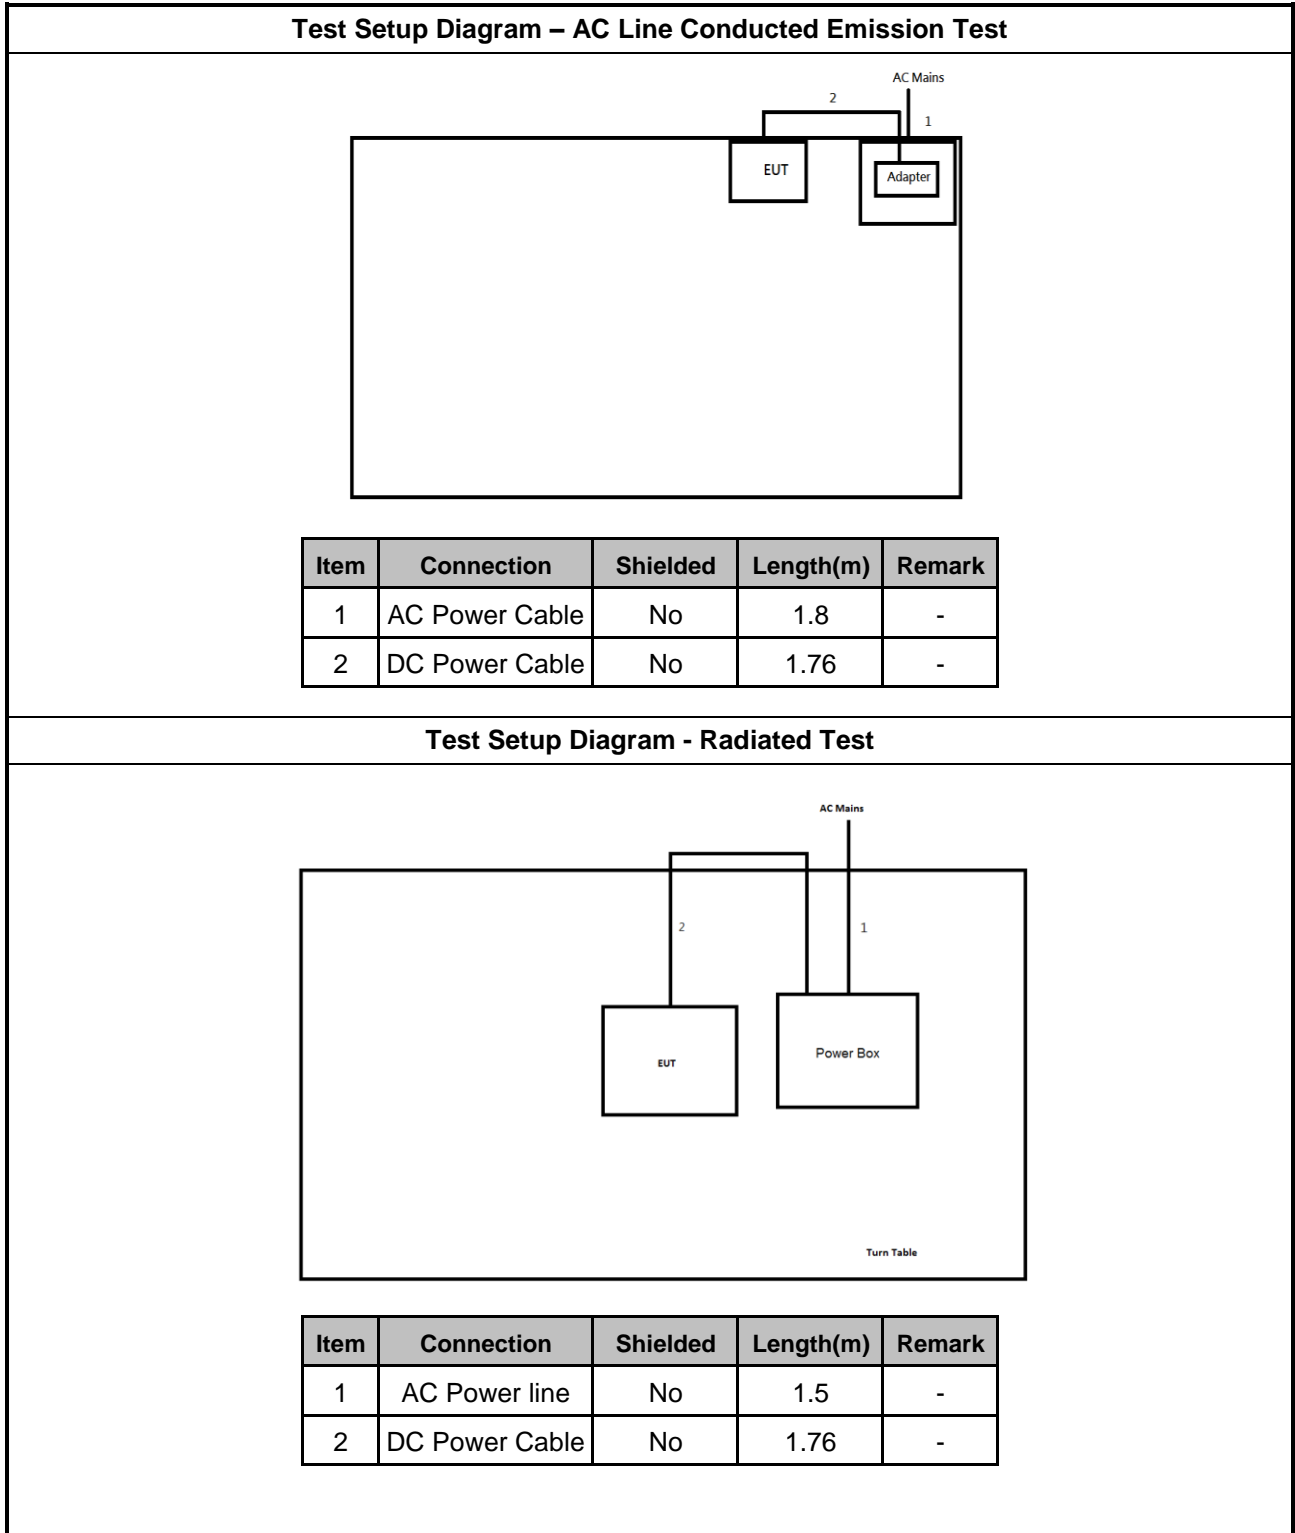 Test Setup Diagram – AC Line Conducted Emission Test
AC Mains
2
1
EUT
Adapter
Item Connection Shielded Length(m) Remark
1 AC Power Cable No 1.8 -
2 DC Power Cable No 1.76 -
Test Setup Diagram - Radiated Test
AC Mains
2
1
EUT
Power Box
Turn Table
Item Connection Shielded Length(m) Remark
1 AC Power line No 1.5 -
2 DC Power Cable No 1.76 -